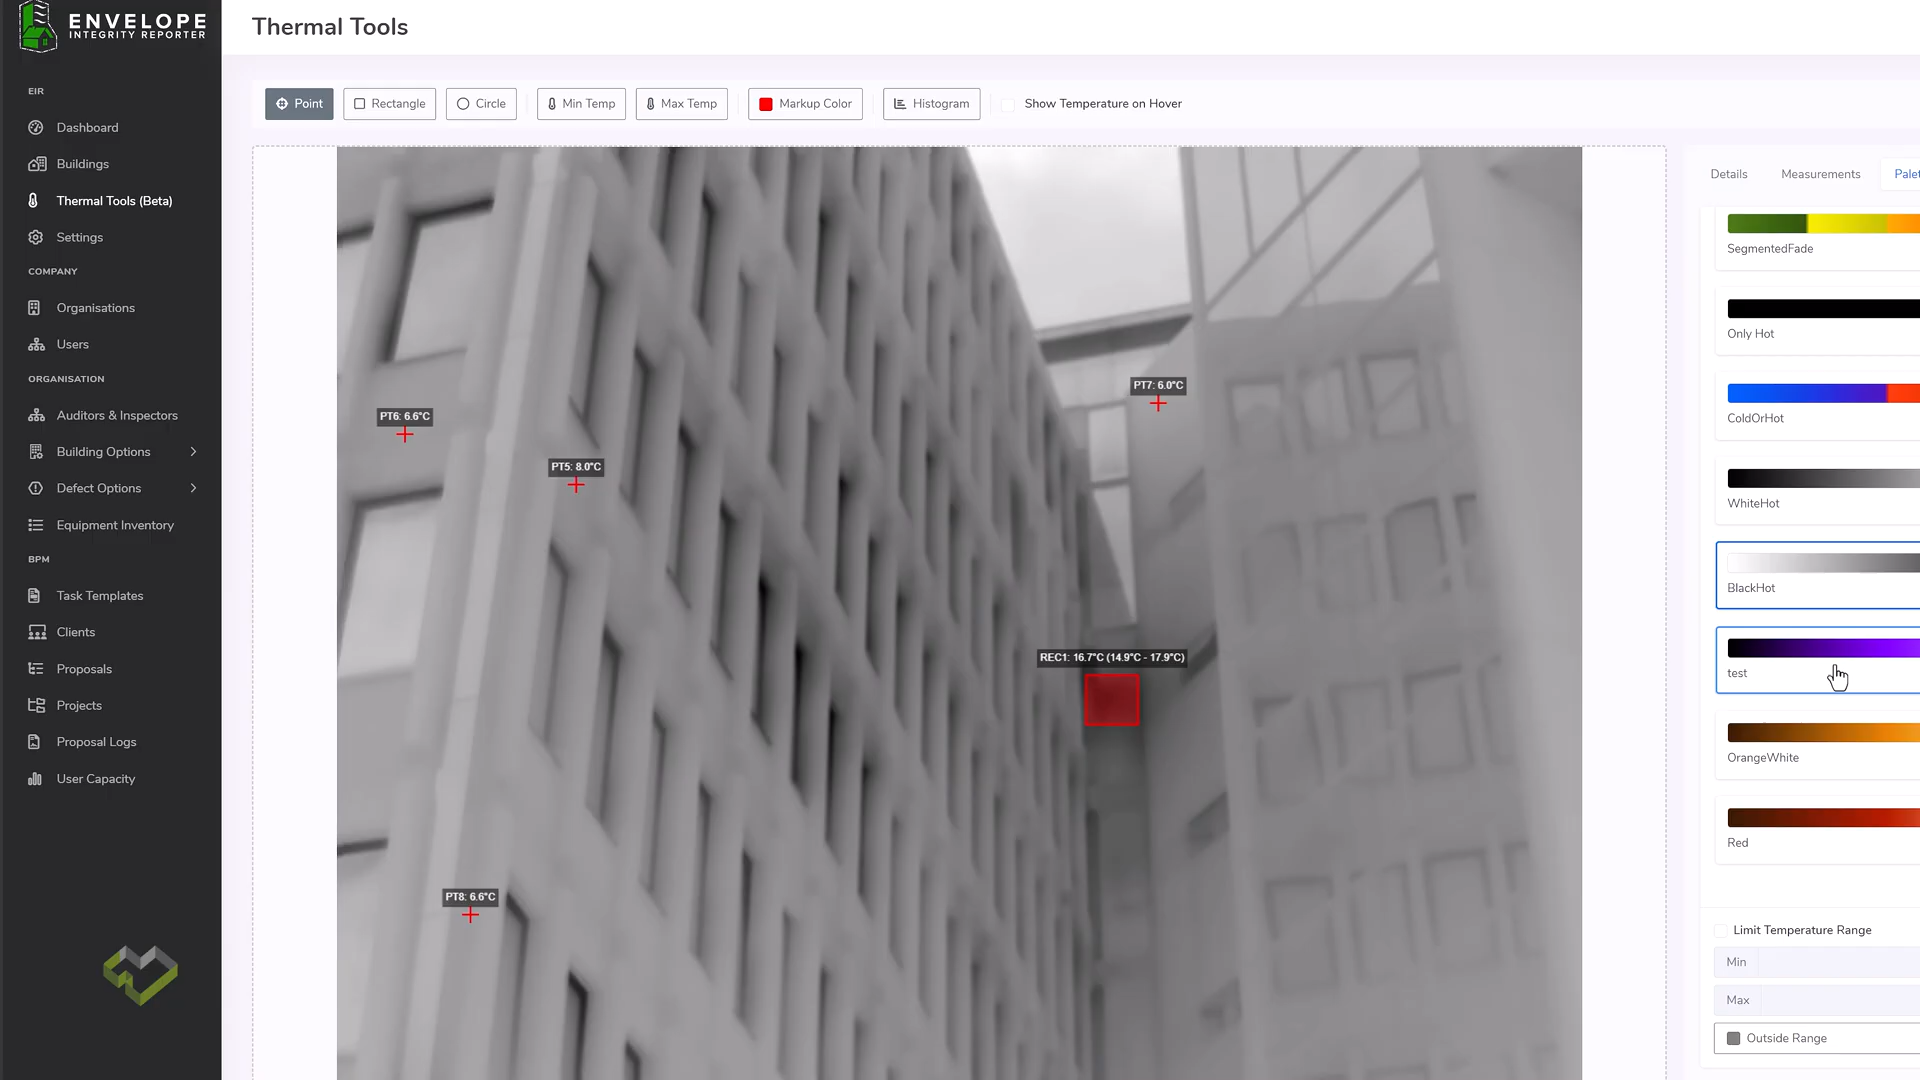 ENVELOPE
INTEGRITY REPORTER
Thermal Tools
EIR
Dashboard
Buildings
Thermal Tools (Beta)
Settings
COMPANY
Organisations
Users
ORGANISATION
Auditors & Inspectors
Building Options
Defect Options
Equipment Inventory
BPM
Task Templates
Clients
Proposals
Projects
Proposal Logs
User Capacity
Point Rectangle Circle Min Temp Max Temp Markup Color Histogram Show Temperature on Hover
PT6: 6.6°C
PT5: 8.0°C
PT7: 6.0°C
REC1: 16.7°C (14.9°C - 17.9°C)
PT8: 6.6°C
Details Measurements Palet
SegmentedFade
Only Hot
ColdOrHot
WhiteHot
BlackHot
test
OrangeWhite
Red
Limit Temperature Range
Min
Max
Outside Range